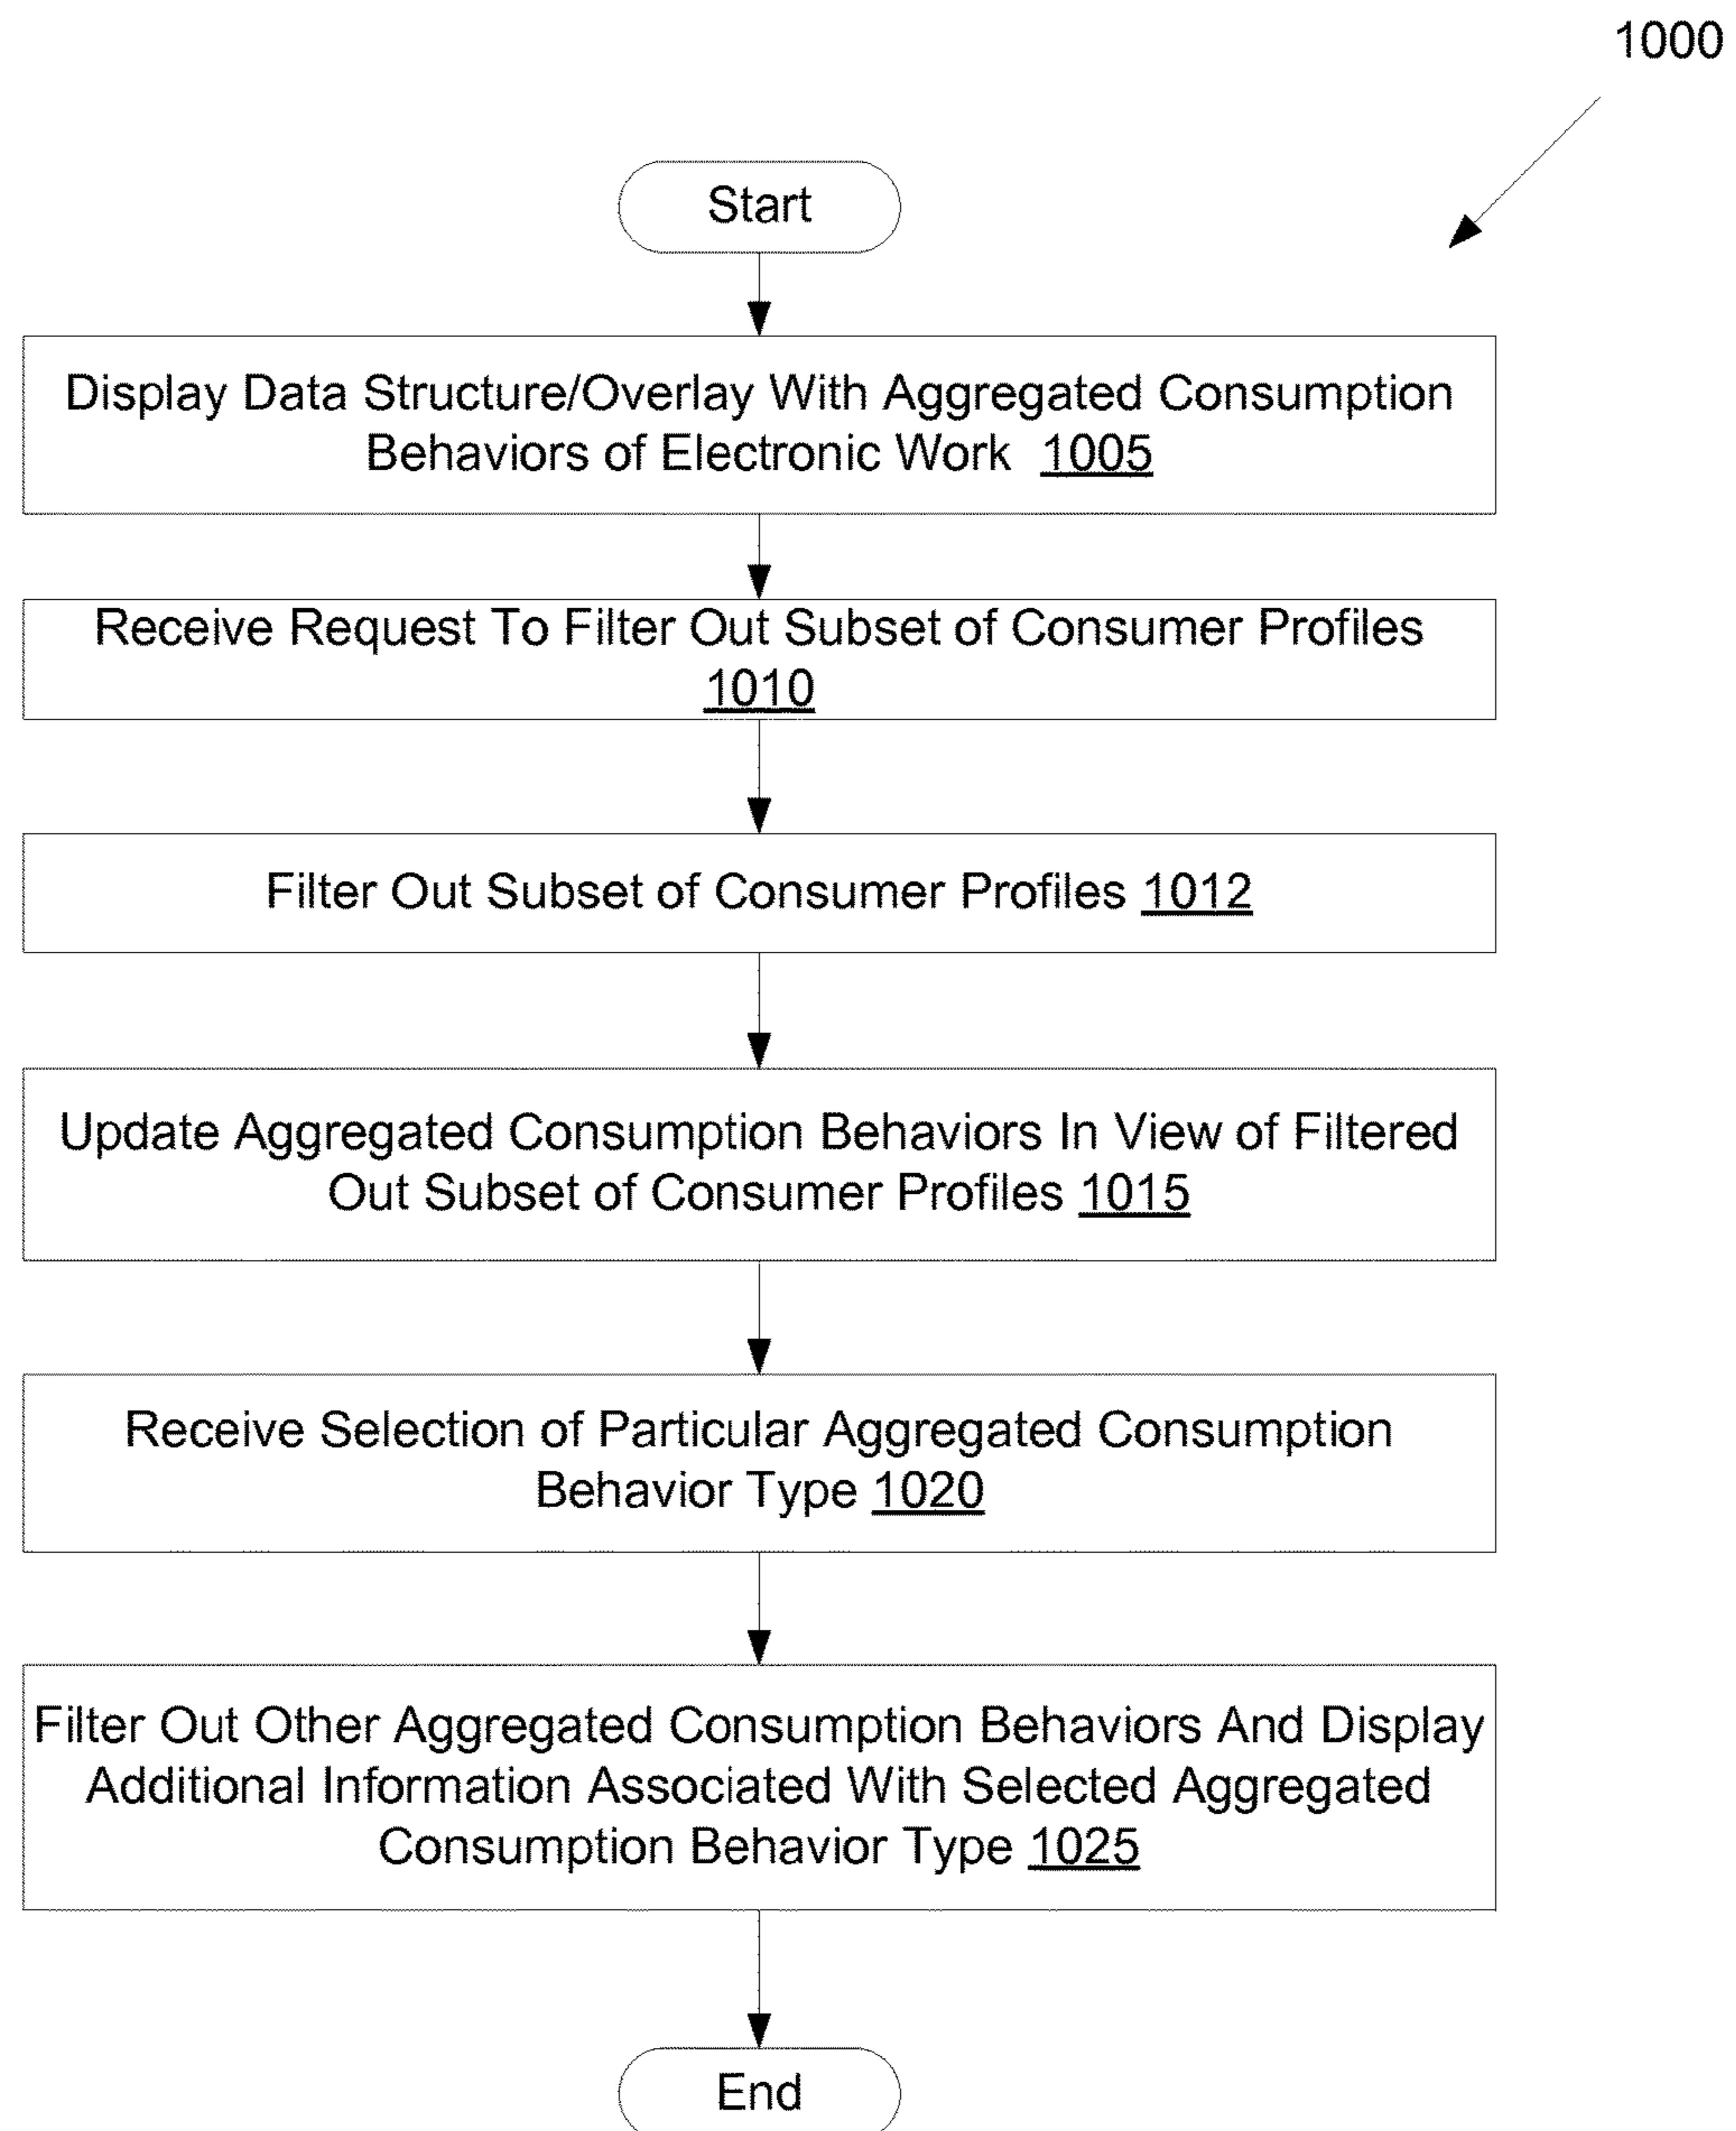 1000
Start
Display Data Structure/Overlay With Aggregated Consumption
Behaviors of Electronic Work 1005
Receive Request To Filter Out Subset of Consumer Profiles
1010
Filter Out Subset of Consumer Profiles 1012
Update Aggregated Consumption Behaviors In View of Filtered
Out Subset of Consumer Profiles 1015
Receive Selection of Particular Aggregated Consumption
Behavior Type 1020
Filter Out Other Aggregated Consumption Behaviors And Display
Additional Information Associated With Selected Aggregated
Consumption Behavior Type 1025
End